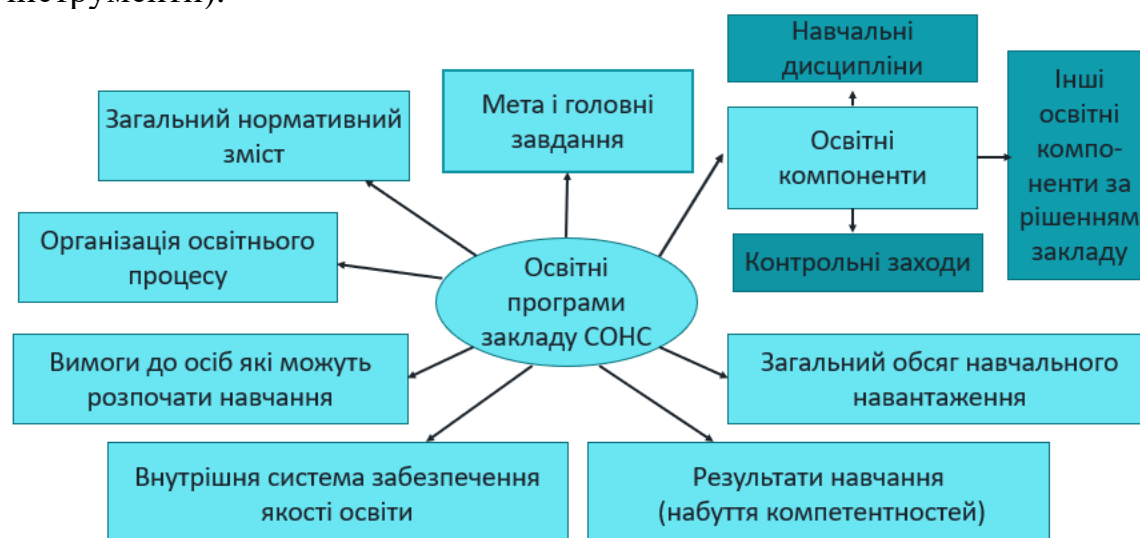 Навчальні
дисципліни
Мета і головні
завдання
Загальний нормативний
зміст
Освітні
компоненти
Інші
освітні
компо-
ненти за
рішенням
закладу
Організація освітнього
процесу
Контрольні заходи
Освітні
програми
закладу СОНС
Вимоги до осіб які можуть
розпочати навчання
Загальний обсяг навчального
навантаження
Внутрішня система забезпечення
якості освіти
Результати навчання
(набуття компетентностей)